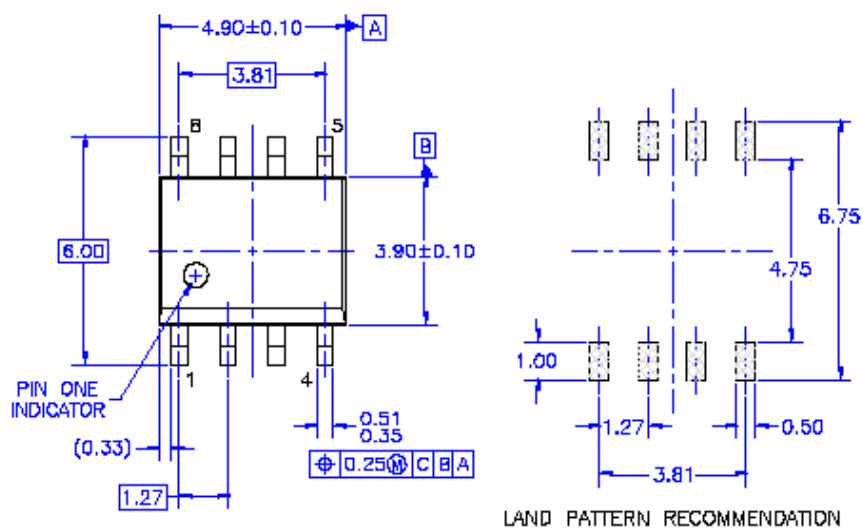 4.90±0.10 A
3.81
8 5
B
6.00
3.90±0.10
6.75
4.75
1.00
1 4
PIN ONE
INDICATOR
0.51
0.35
(0.33)
⌖ 0.25Ⓜ C B A
1.27
1.27
0.50
3.81
LAND PATTERN RECOMMENDATION